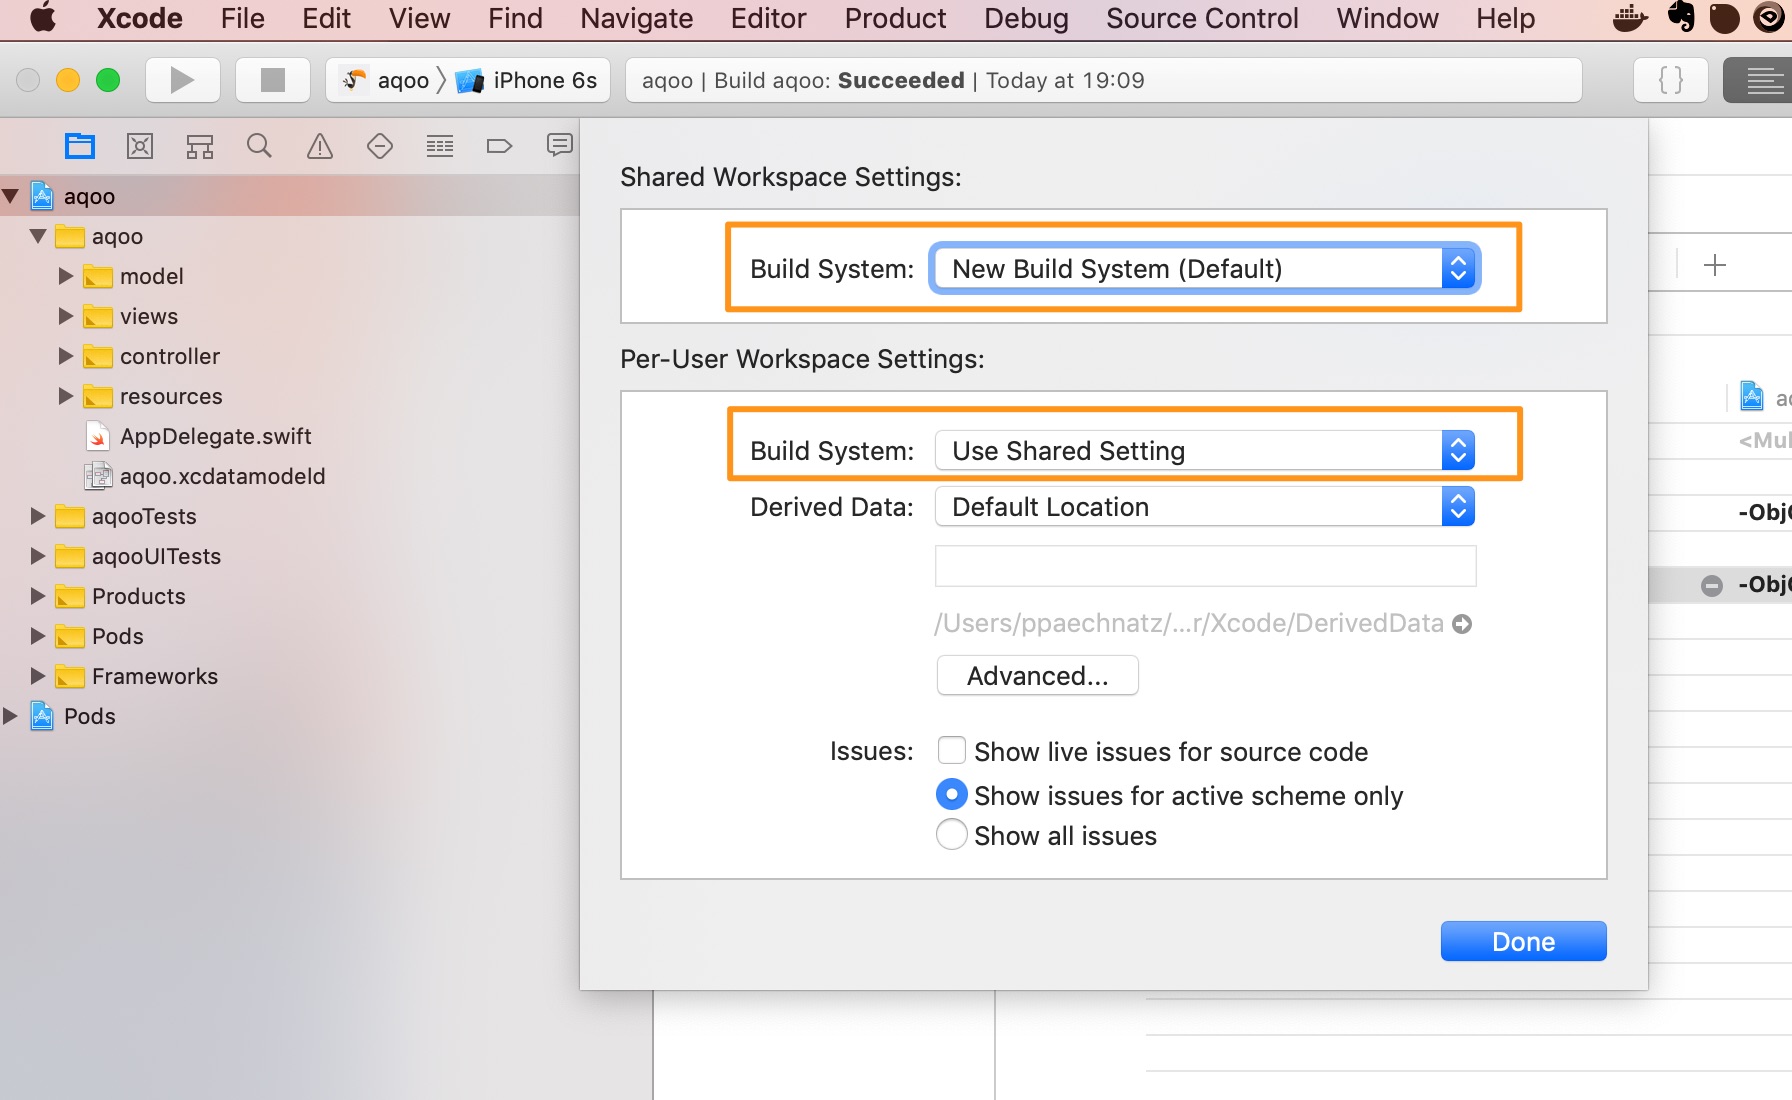 Xcode File Edit View Find Navigate Editor Product Debug Source Control Window Help
aqoo iPhone 6s
aqoo | Build aqoo: Succeeded | Today at 19:09
{ }
aqoo
aqoo
model
views
controller
resources
AppDelegate.swift
aqoo.xcdatamodeld
aqooTests
aqooUITests
Products
Pods
Frameworks
Pods
Shared Workspace Settings:
Build System: New Build System (Default)
Per-User Workspace Settings:
Build System: Use Shared Setting
Derived Data: Default Location
/Users/ppaechnatz/...r/Xcode/DerivedData
Advanced...
Issues: Show live issues for source code
Show issues for active scheme only
Show all issues
Done